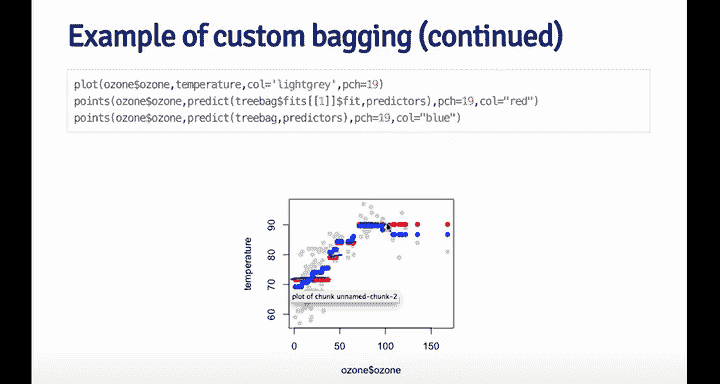 Example of custom bagging (continued)
plot(ozone$ozone,temperature,col='lightgrey',pch=19)
points(ozone$ozone,predict(treebag$fits[[1]]$fit,predictors),pch=19,col="red")
points(ozone$ozone,predict(treebag,predictors),pch=19,col="blue")
90
80
70
60
temperature
plot of chunk unnamed-chunk-2
0 50 100 150
ozone$ozone